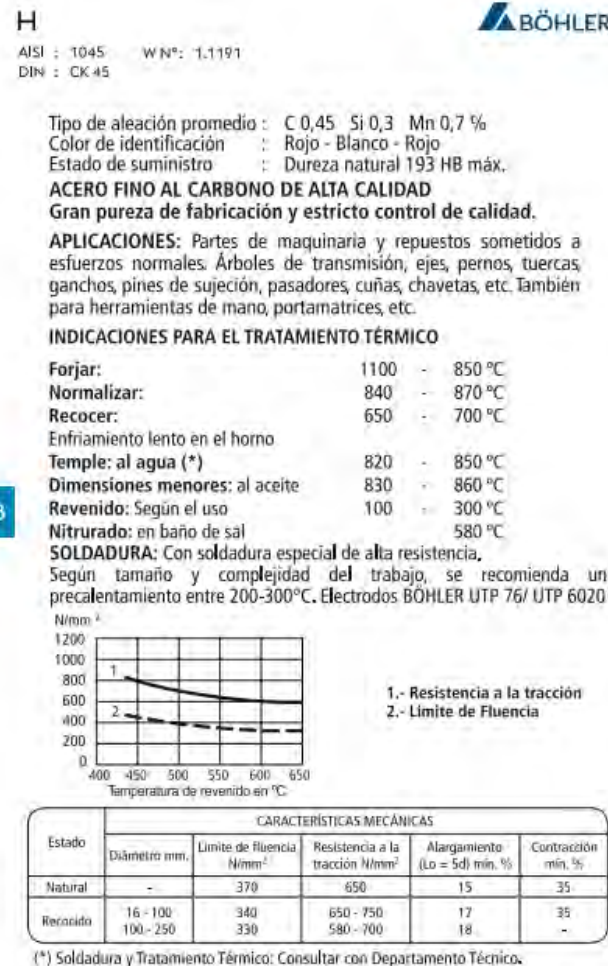 H
BÖHLER
AISI : 1045 W Nº: 1.1191
DIN : CK 45
Tipo de aleación promedio : C 0,45 Si 0,3 Mn 0,7 %
Color de identificación : Rojo - Blanco - Rojo
Estado de suministro : Dureza natural 193 HB máx.
ACERO FINO AL CARBONO DE ALTA CALIDAD
Gran pureza de fabricación y estricto control de calidad.
APLICACIONES: Partes de maquinaria y repuestos sometidos a
esfuerzos normales. Árboles de transmisión, ejes, pernos, tuercas,
ganchos, pines de sujeción, pasadores, cuñas, chavetas, etc. También
para herramientas de mano, portamatrices, etc.
INDICACIONES PARA EL TRATAMIENTO TÉRMICO
Forjar: 1100 - 850 ºC
Normalizar: 840 - 870 ºC
Recocer: 650 - 700 ºC
Enfriamiento lento en el horno
Temple: al agua (*) 820 - 850 ºC
Dimensiones menores: al aceite 830 - 860 ºC
Revenido: Según el uso 100 - 300 ºC
Nitrurado: en baño de sal 580 ºC
SOLDADURA: Con soldadura especial de alta resistencia.
Según tamaño y complejidad del trabajo, se recomienda un
precalentamiento entre 200-300°C. Electrodos BÖHLER UTP 76/ UTP 6020
N/mm ²
1200
1000
800
600
400
200
0
1
2
400 450 500 550 600 650
Temperatura de revenido en ºC
1.- Resistencia a la tracción
2.- Limite de Fluencia
CARACTERÍSTICAS MECÁNICAS
Estado Diámetro mm. Limite de fluencia N/mm² Resistencia a la tracción N/mm² Alargamiento (Lo = 5d) mín. % Contracción mín. %
Natural - 370 650 15 35
Recocido 16 - 100 340 650 - 750 17 35
100 - 250 330 580 - 700 18 -
(*) Soldadura y Tratamiento Térmico: Consultar con Departamento Técnico.